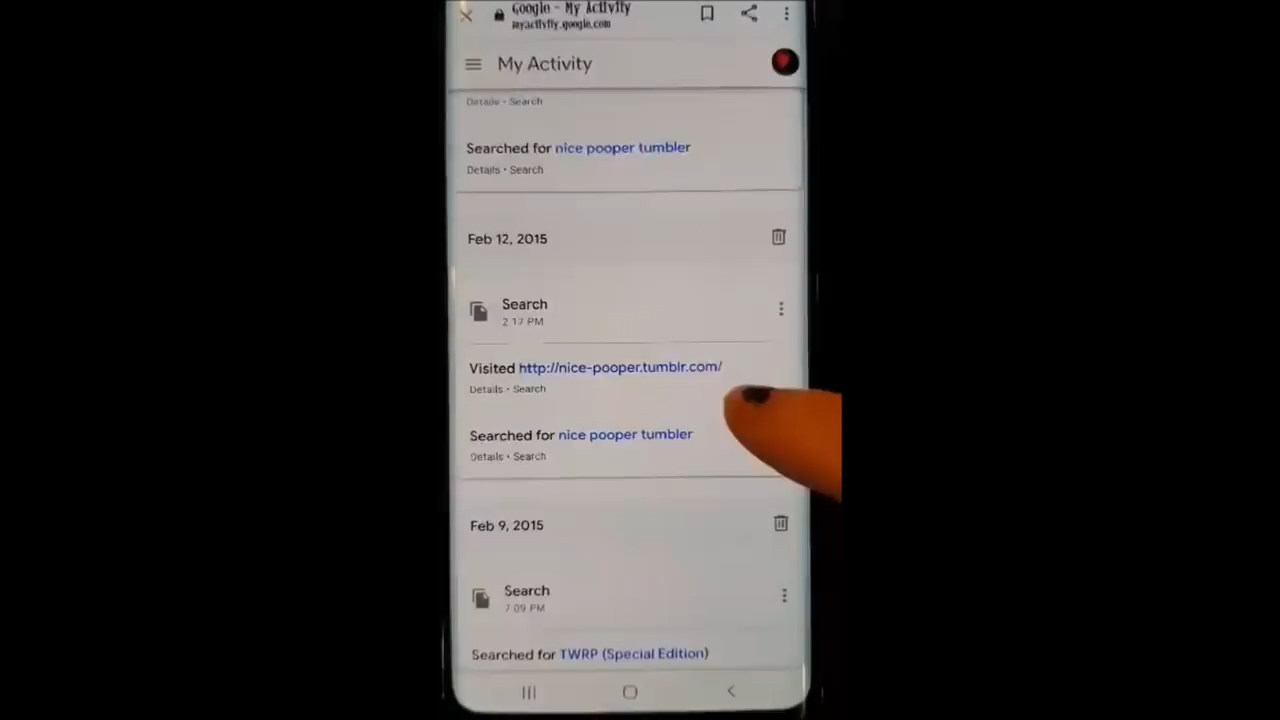 Google - My Activity
myactivity.google.com
My Activity
Details • Search
Searched for nice pooper tumbler
Details • Search
Feb 12, 2015
Search
2:17 PM
Visited http://nice-pooper.tumblr.com/
Details • Search
Searched for nice pooper tumbler
Details • Search
Feb 9, 2015
Search
7:09 PM
Searched for TWRP (Special Edition)